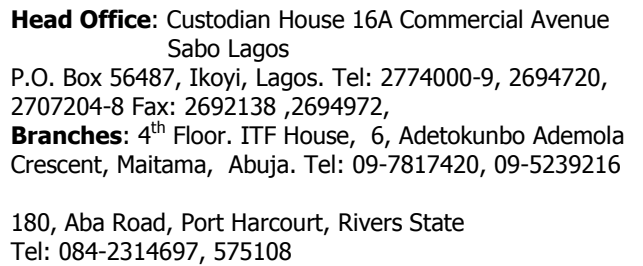 Head Office: Custodian House 16A Commercial Avenue
Sabo Lagos
P.O. Box 56487, Ikoyi, Lagos. Tel: 2774000-9, 2694720,
2707204-8 Fax: 2692138 ,2694972,
Branches: 4th Floor. ITF House, 6, Adetokunbo Ademola
Crescent, Maitama, Abuja. Tel: 09-7817420, 09-5239216
180, Aba Road, Port Harcourt, Rivers State
Tel: 084-2314697, 575108